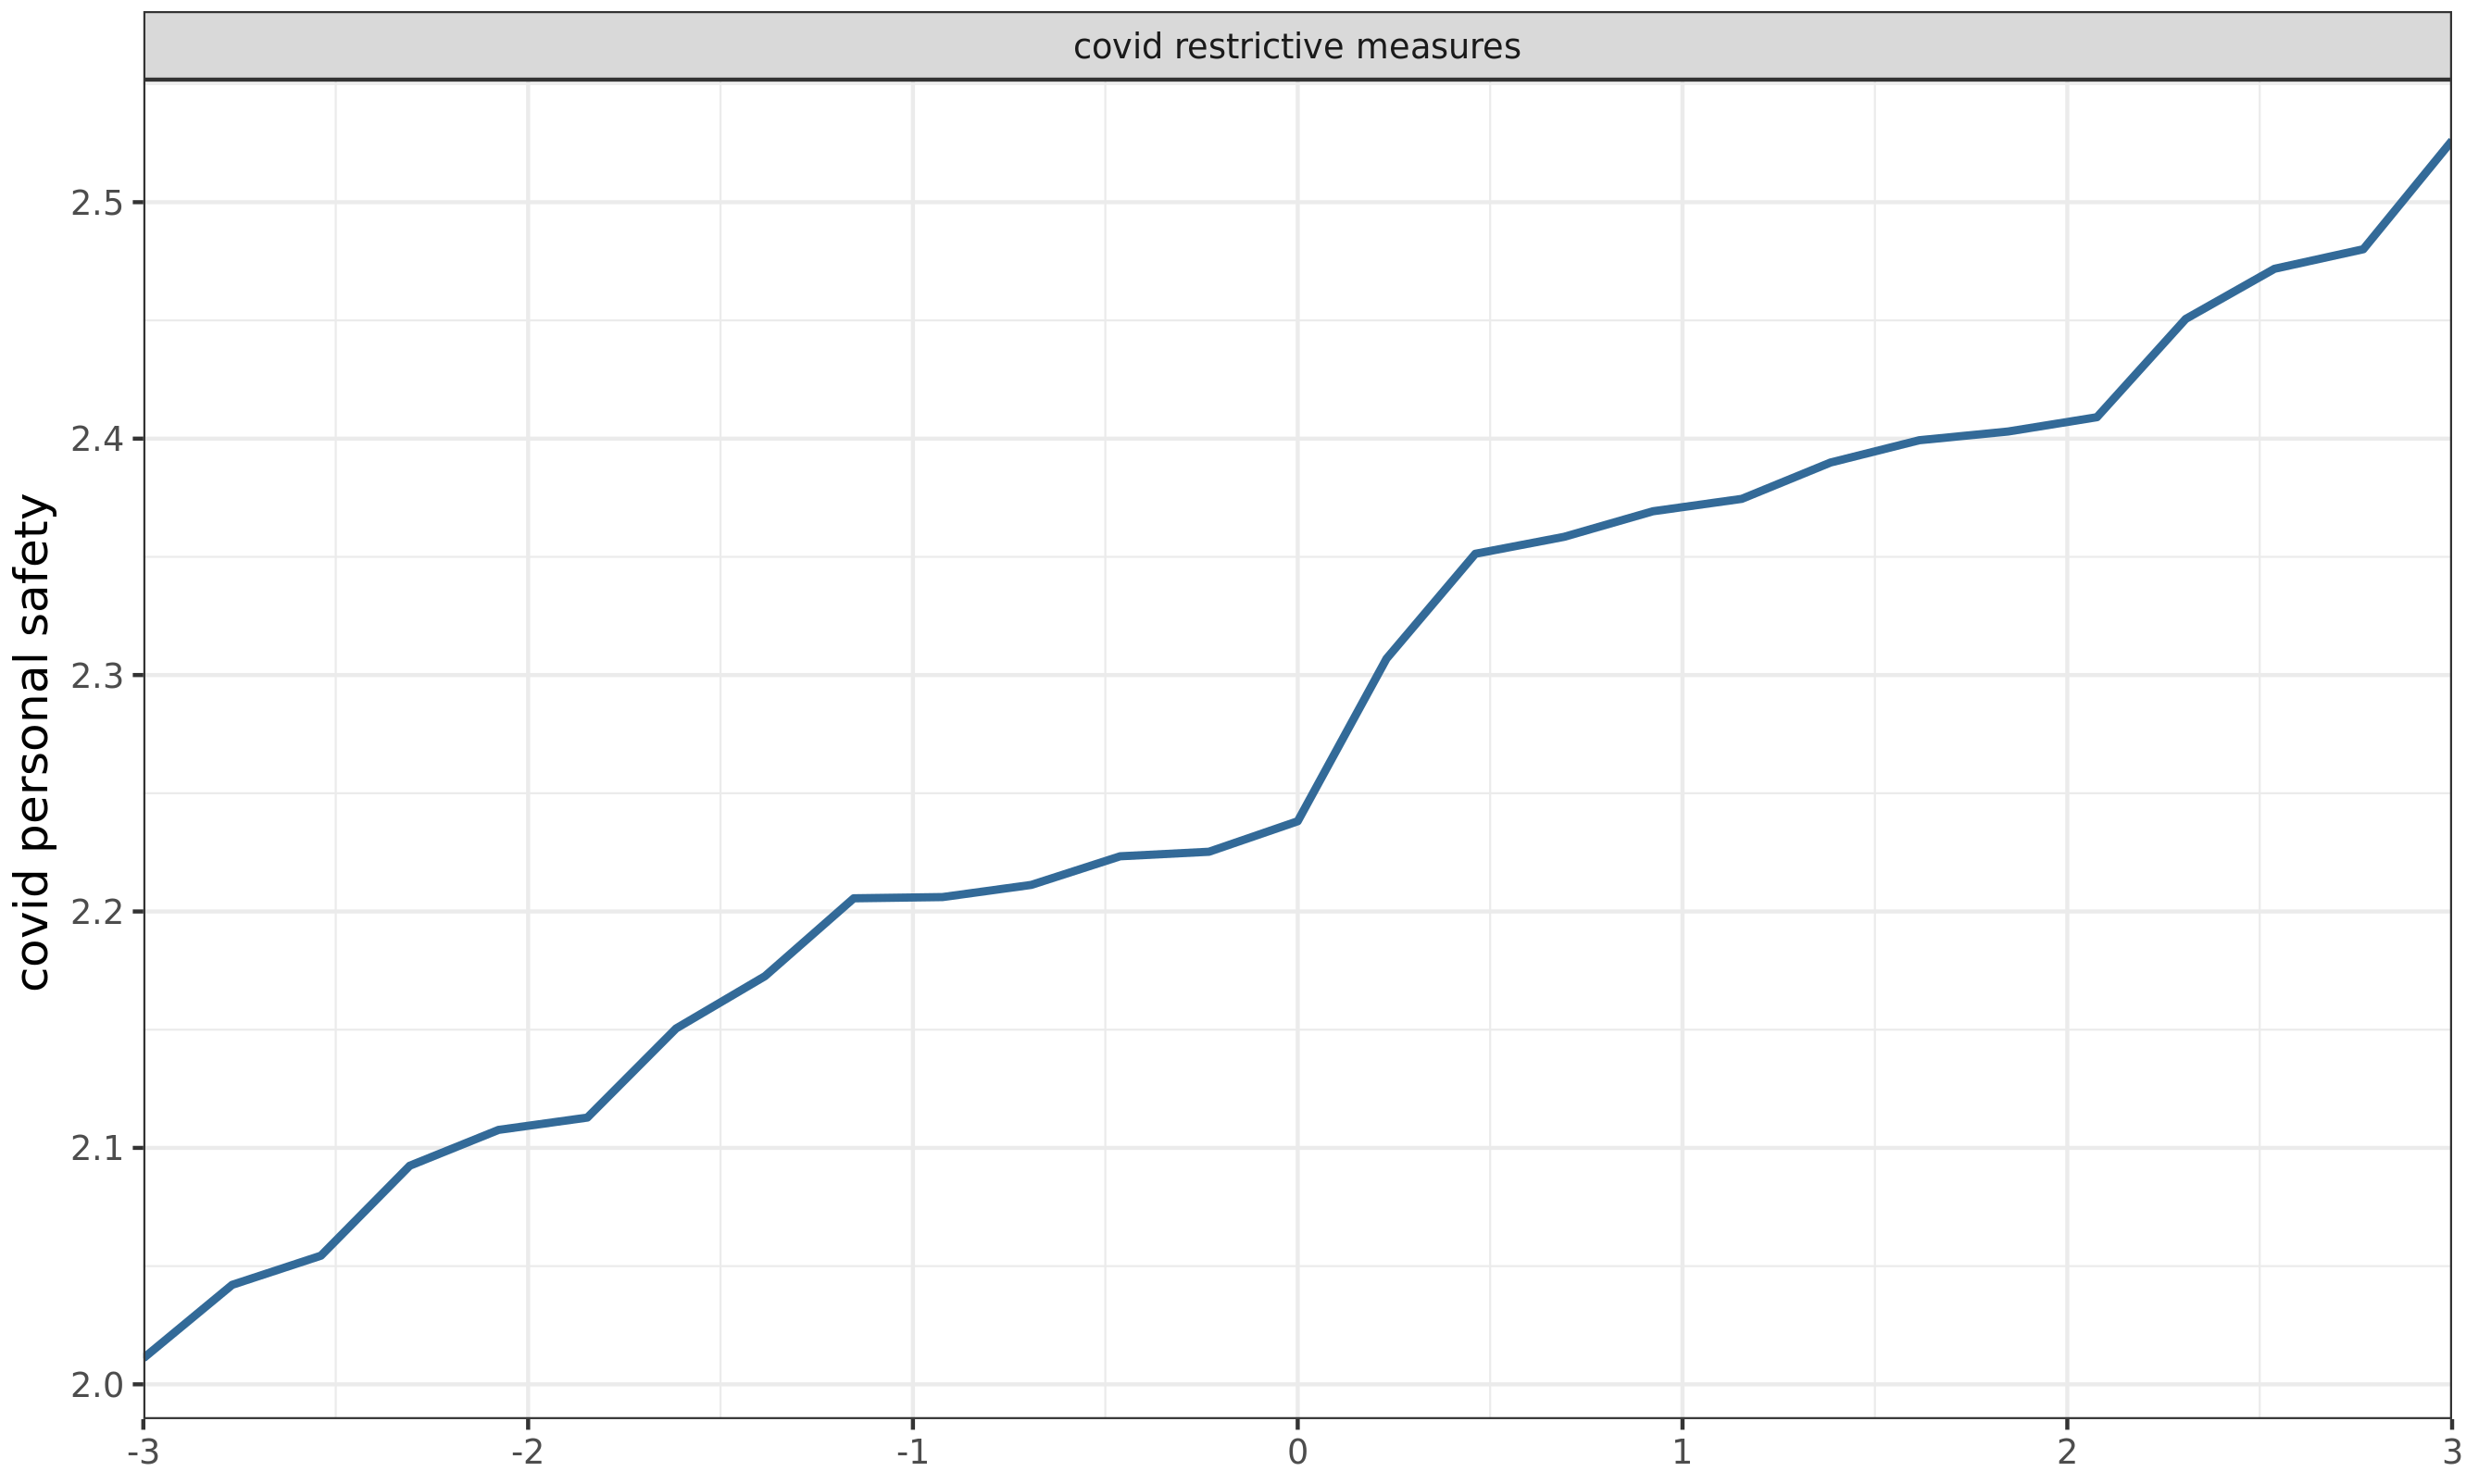 covid restrictive measures
covid personal safety
2.5
2.4
2.3
2.2
2.1
2.0
-3 -2 -1 0 1 2 3